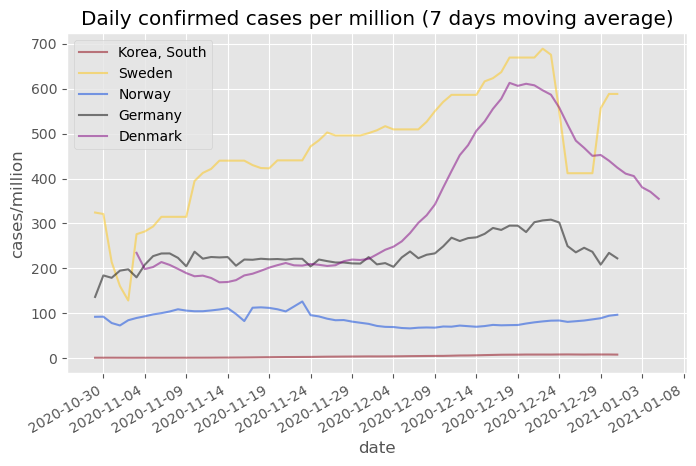 Daily confirmed cases per million (7 days moving average)
700
600
500
400
300
200
100
0
cases/million
Korea, South
Sweden
Norway
Germany
Denmark
2020-10-30
2020-11-04
2020-11-09
2020-11-14
2020-11-19
2020-11-24
2020-11-29
2020-12-04
2020-12-09
2020-12-14
2020-12-19
2020-12-24
2020-12-29
2021-01-03
2021-01-08
date